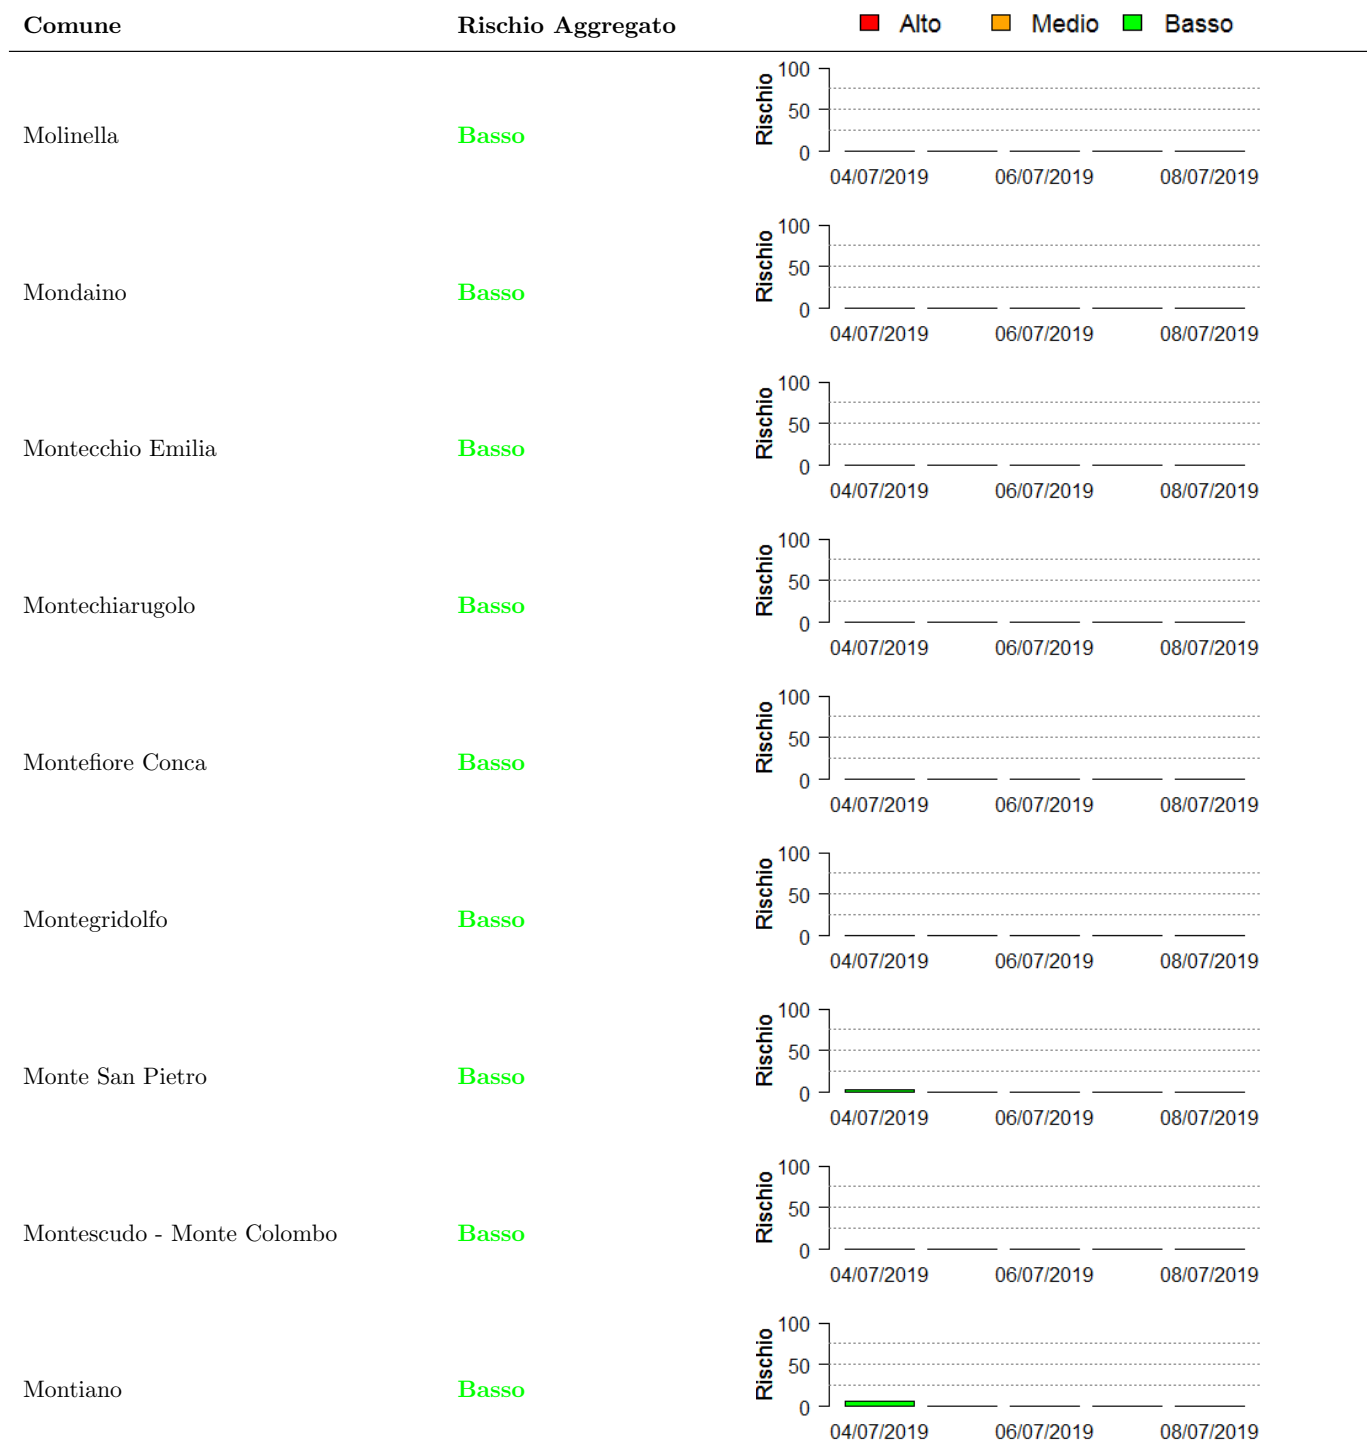 Comune Rischio Aggregato Alto Medio Basso
Molinella Basso
Rischio
100
50
0
04/07/2019 06/07/2019 08/07/2019
Mondaino Basso
Rischio
100
50
0
04/07/2019 06/07/2019 08/07/2019
Montecchio Emilia Basso
Rischio
100
50
0
04/07/2019 06/07/2019 08/07/2019
Montechiarugolo Basso
Rischio
100
50
0
04/07/2019 06/07/2019 08/07/2019
Montefiore Conca Basso
Rischio
100
50
0
04/07/2019 06/07/2019 08/07/2019
Montegridolfo Basso
Rischio
100
50
0
04/07/2019 06/07/2019 08/07/2019
Monte San Pietro Basso
Rischio
100
50
0
04/07/2019 06/07/2019 08/07/2019
Montescudo - Monte Colombo Basso
Rischio
100
50
0
04/07/2019 06/07/2019 08/07/2019
Montiano Basso
Rischio
100
50
0
04/07/2019 06/07/2019 08/07/2019